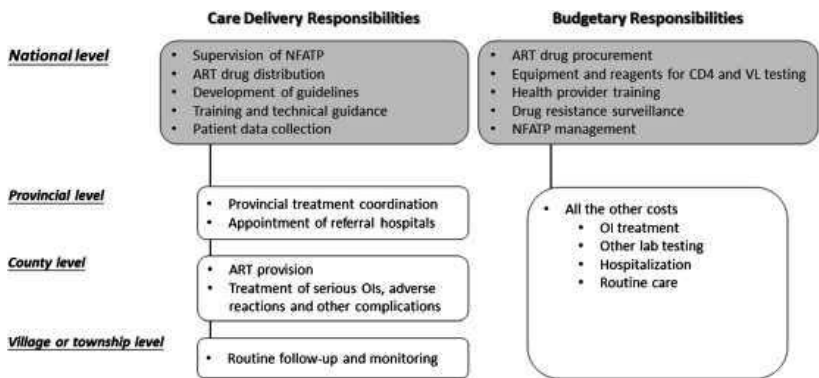 Care Delivery Responsibilities
Budgetary Responsibilities
National level
• Supervision of NFATP
• ART drug distribution
• Development of guidelines
• Training and technical guidance
• Patient data collection
• ART drug procurement
• Equipment and reagents for CD4 and VL testing
• Health provider training
• Drug resistance surveillance
• NFATP management
Provincial level
• Provincial treatment coordination
• Appointment of referral hospitals
• All the other costs
• OI treatment
• Other lab testing
• Hospitalization
• Routine care
County level
• ART provision
• Treatment of serious OIs, adverse
reactions and other complications
Village or township level
• Routine follow-up and monitoring